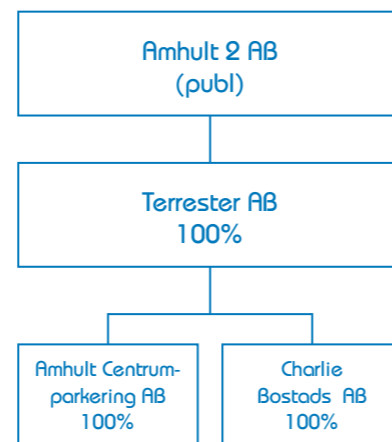 Amhult 2 AB
(publ)
Terrester AB
100%
Amhult Centrum-
parkering AB
100%
Charlie
Bostads AB
100%